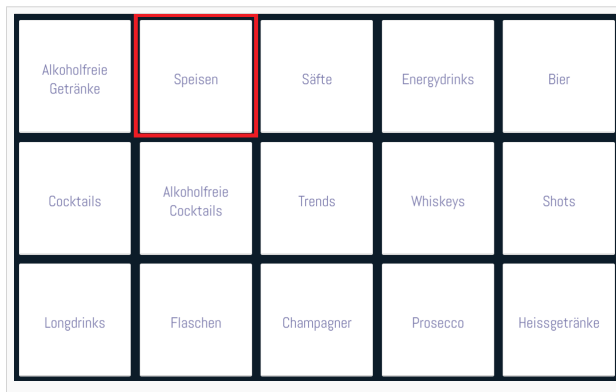 Alkoholfreie
Getränke
Speisen
Säfte
Energydrinks
Bier
Cocktails
Alkoholfreie
Cocktails
Trends
Whiskeys
Shots
Longdrinks
Flaschen
Champagner
Prosecco
Heissgetränke